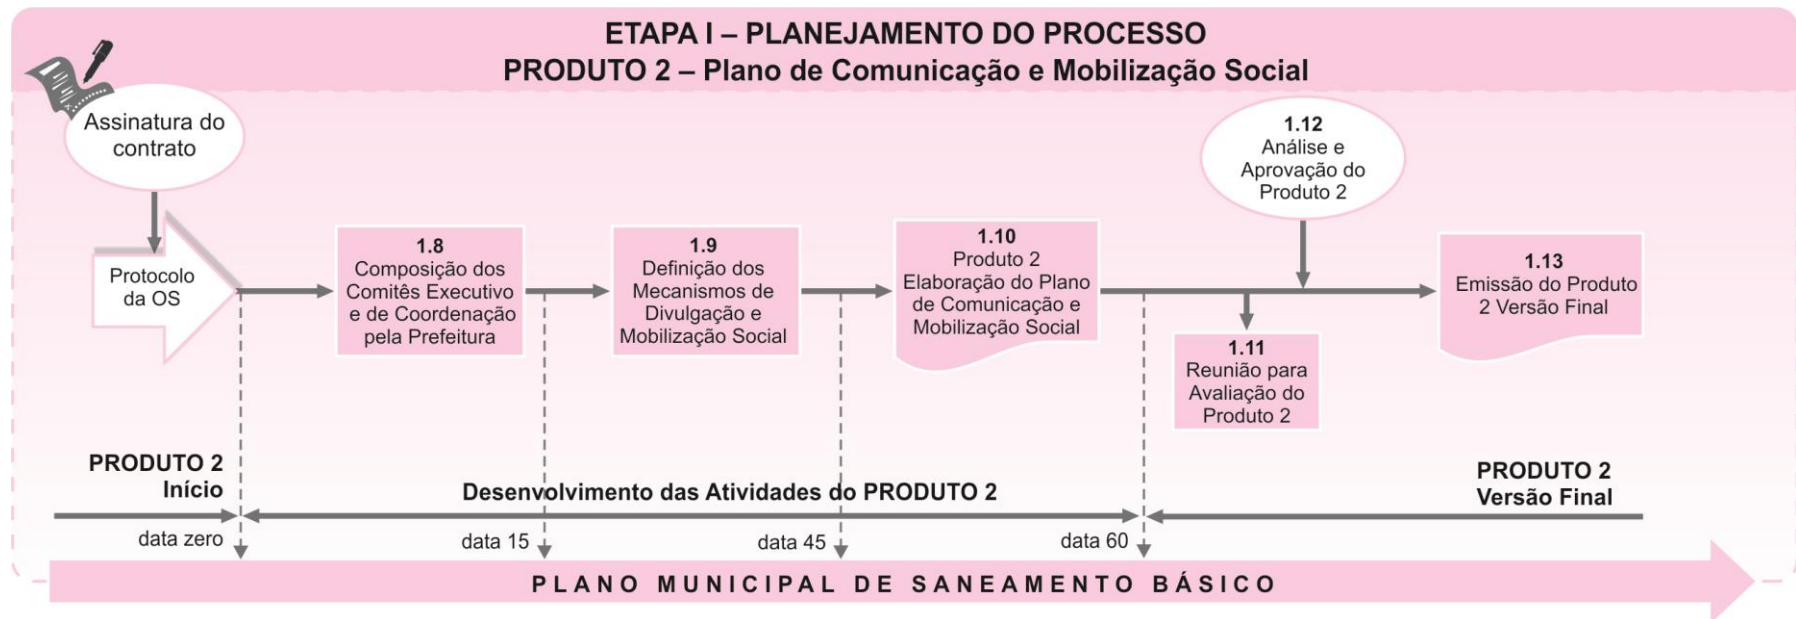 ETAPA I – PLANEJAMENTO DO PROCESSO
PRODUTO 2 – Plano de Comunicação e Mobilização Social
Assinatura do
contrato
Protocolo
da OS
1.8
Composição dos
Comitês Executivo
e de Coordenação
pela Prefeitura
1.9
Definição dos
Mecanismos de
Divulgação e
Mobilização Social
1.10
Produto 2
Elaboração do Plano
de Comunicação e
Mobilização Social
1.12
Análise e
Aprovação do
Produto 2
1.11
Reunião para
Avaliação do
Produto 2
1.13
Emissão do Produto
2 Versão Final
PRODUTO 2
Início
Desenvolvimento das Atividades do PRODUTO 2
PRODUTO 2
Versão Final
data zero
data 15
data 45
data 60
PLANO MUNICIPAL DE SANEAMENTO BÁSICO